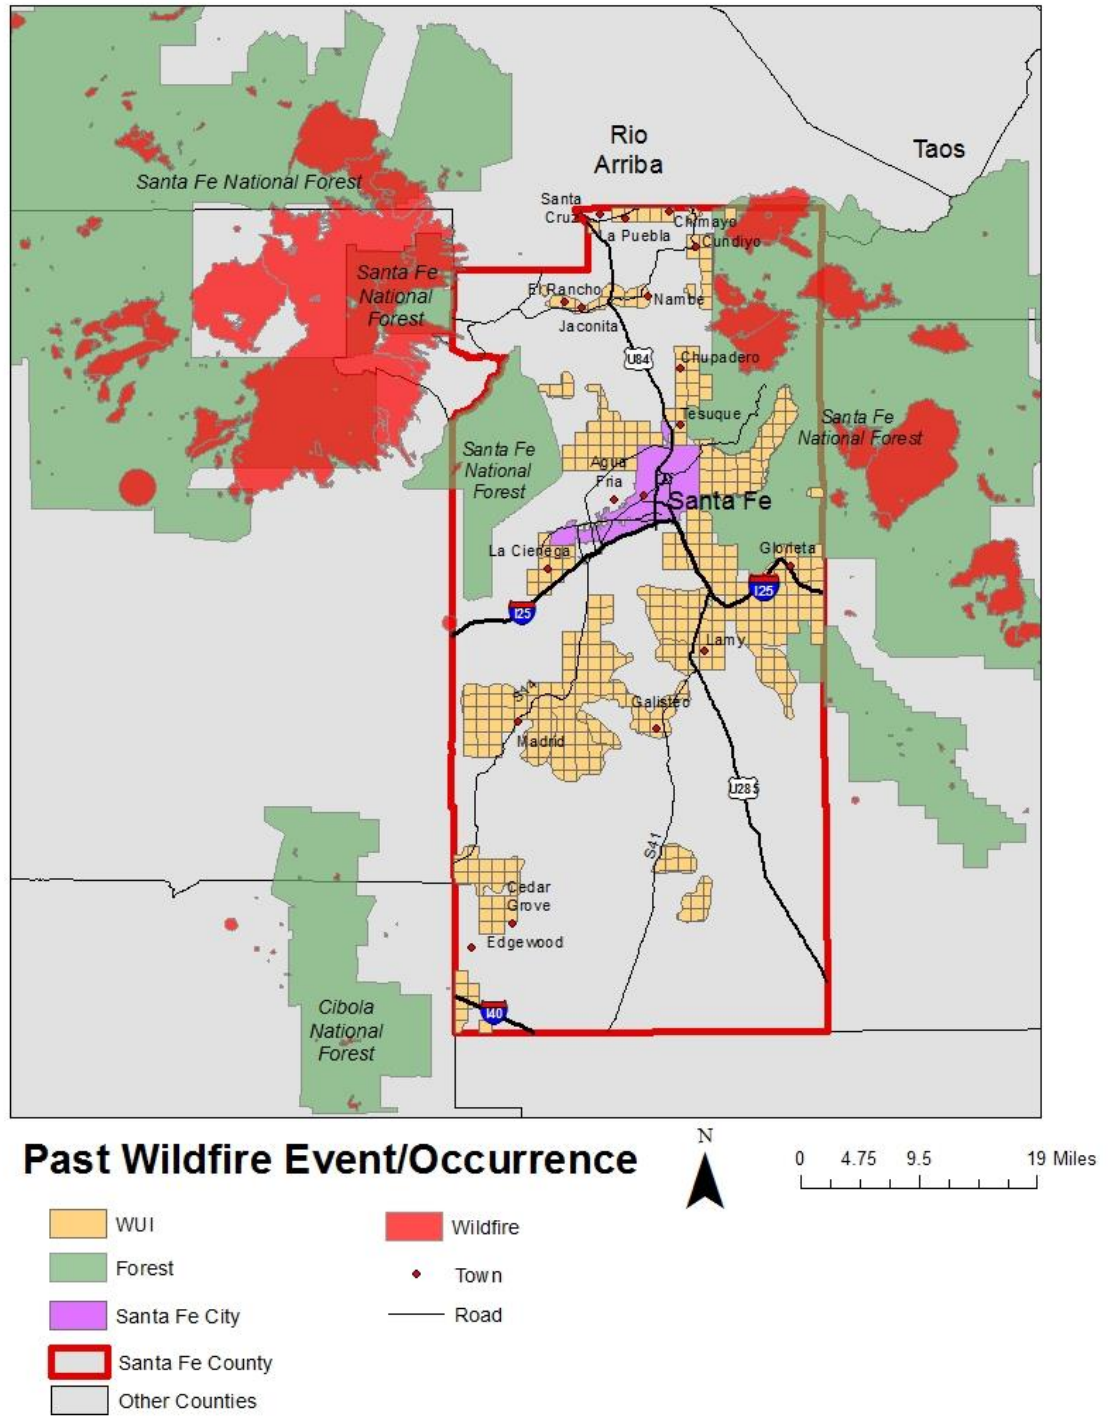 Rio
Arriba
Taos
Santa Fe National Forest
Santa
Cruz
La Puebla
Chimayo
Cundiyo
Santa Fe
National
Forest
El Rancho
Nambe
Jaconita
U84
Chupadero
Tesuque
Santa Fe
National Forest
Santa Fe
National
Forest
Agua
Fria
Santa Fe
La Cienega
Glorieta
I25
I25
Lamy
S14
Galisteo
Madrid
U285
S41
Cedar
Grove
Edgewood
Cibola
National
Forest
I40
Past Wildfire Event/Occurrence
N
0 4.75 9.5 19 Miles
WUI
Wildfire
Forest
Town
Santa Fe City
Road
Santa Fe County
Other Counties